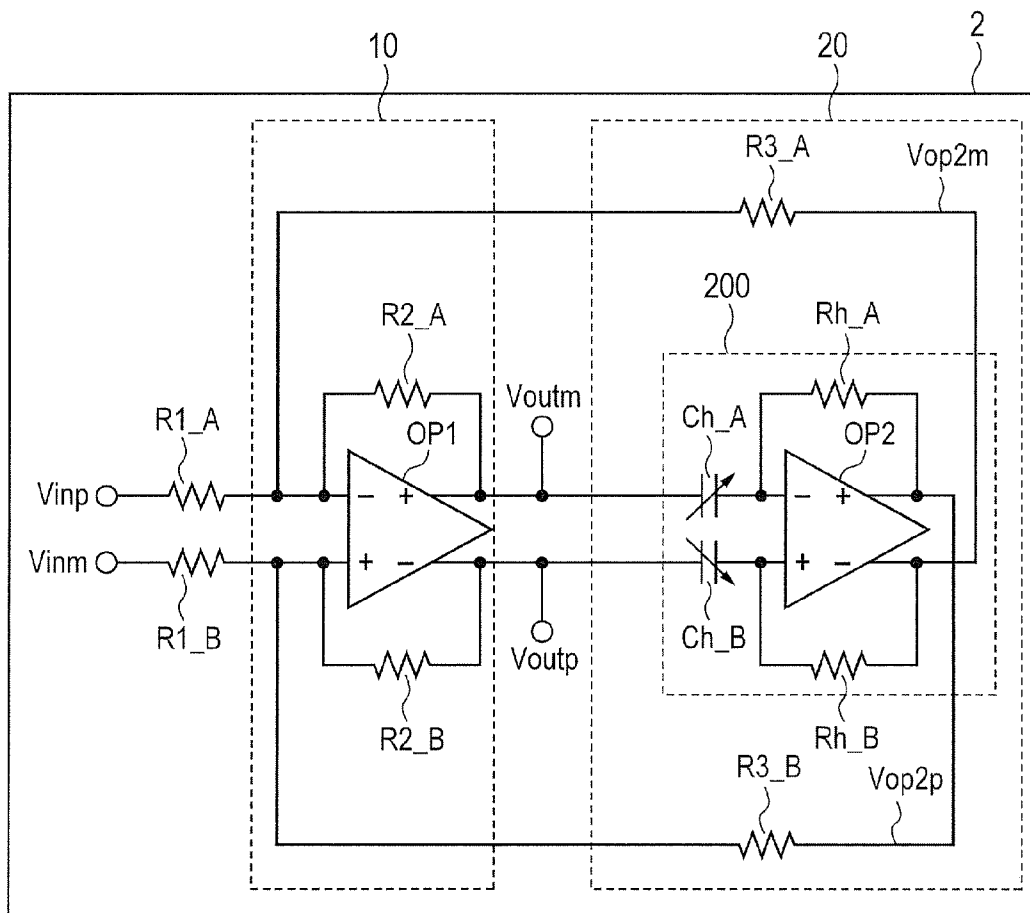 2
10
20
R3_A
Vop2m
200
R2_A
Rh_A
Voutm
R1_A
OP1
Ch_A
OP2
Vinp
− +
− +
Vinm
+ −
+ −
R1_B
Voutp
Ch_B
R2_B
Rh_B
R3_B
Vop2p